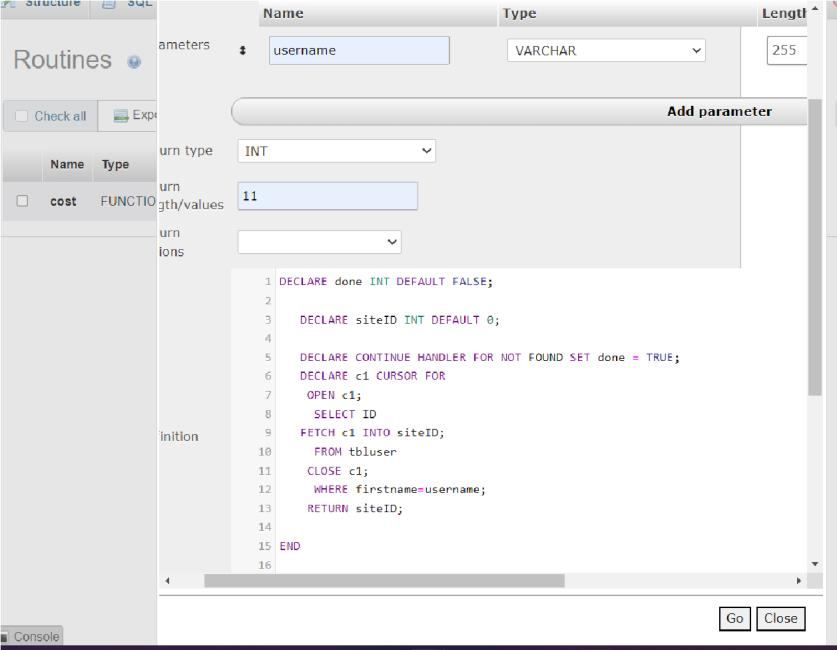 Structure SQL
Name Type Length
ameters username VARCHAR 255
Routines
Check all Expo
Add parameter
urn type INT
Name Type
urn
gth/values 11
cost FUNCTIO
urn
ions
1 DECLARE done INT DEFAULT FALSE;
2
3 DECLARE siteID INT DEFAULT 0;
4
5 DECLARE CONTINUE HANDLER FOR NOT FOUND SET done = TRUE;
6 DECLARE c1 CURSOR FOR
7 OPEN c1;
8 SELECT ID
inition
9 FETCH c1 INTO siteID;
10 FROM tbluser
11 CLOSE c1;
12 WHERE firstname=username;
13 RETURN siteID;
14
15 END
16
Go Close
Console